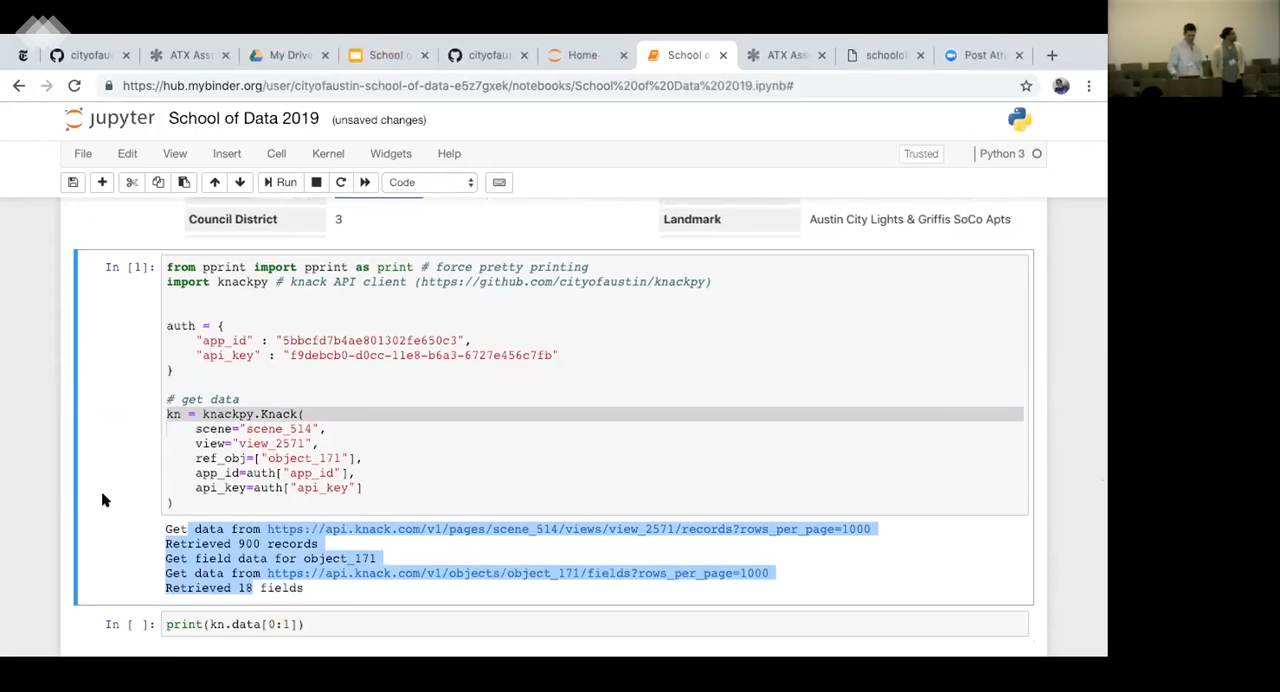 cityofau
ATX Ass
My Drive
School o
cityofau
Home-
School o
ATX Ass
schoolo
Post Ath
https://hub.mybinder.org/user/cityofaustin-school-of-data-e5z7gxek/notebooks/School%20of%20Data%202019.ipynb#
jupyter School of Data 2019 (unsaved changes)
File Edit View Insert Cell Kernel Widgets Help Trusted Python 3
Run Code
Council District 3 Landmark Austin City Lights & Griffis SoCo Apts
In [1]: from pprint import pprint as print # force pretty printing
import knackpy # knack API client (https://github.com/cityofaustin/knackpy)
auth = {
"app_id" : "5bbcfd7b4ae801302fe650c3",
"api_key" : "f9debcb0-d0cc-11e8-b6a3-6727e456c7fb"
}
# get data
kn = knackpy.Knack(
scene="scene_514",
view="view_2571",
ref_obj=["object_171"],
app_id=auth["app_id"],
api_key=auth["api_key"]
)
Get data from https://api.knack.com/v1/pages/scene_514/views/view_2571/records?rows_per_page=1000
Retrieved 900 records
Get field data for object_171
Get data from https://api.knack.com/v1/objects/object_171/fields?rows_per_page=1000
Retrieved 18 fields
In [ ]: print(kn.data[0:1])